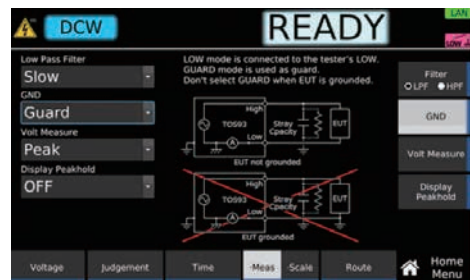 DCW
READY
LAN
LOW
Low Pass Filter
Slow
GND
Guard
Volt Measure
Peak
Display Peakhold
OFF
LOW mode is connected to the tester's LOW.
GUARD mode is used as guard.
Don't select GUARD when EUT is grounded.
High
TOS93
Stray
Cpacity
EUT
Low
A
EUT not grounded
High
TOS93
Stray
Cpacity
EUT
Low
A
EUT grounded
Filter
LPF HPF
GND
Volt Measure
Display
Peakhold
Voltage
Judgement
Time
Meas
Scale
Route
Home
Menu